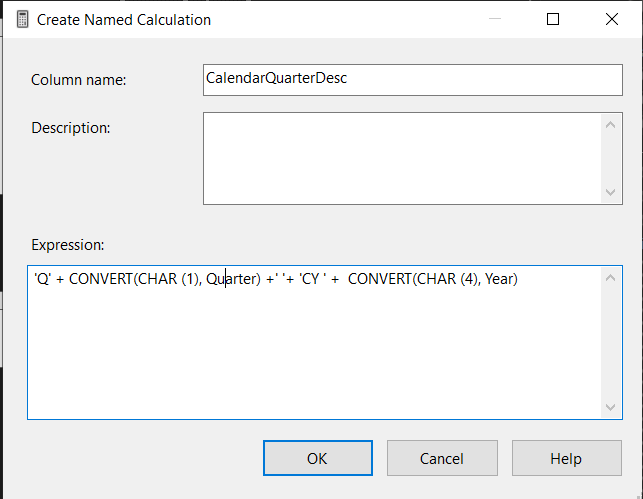 Create Named Calculation
Column name:
CalendarQuarterDesc
Description:
Expression:
'Q' + CONVERT(CHAR (1), Quarter) +' '+ 'CY ' +  CONVERT(CHAR (4), Year)
OK
Cancel
Help